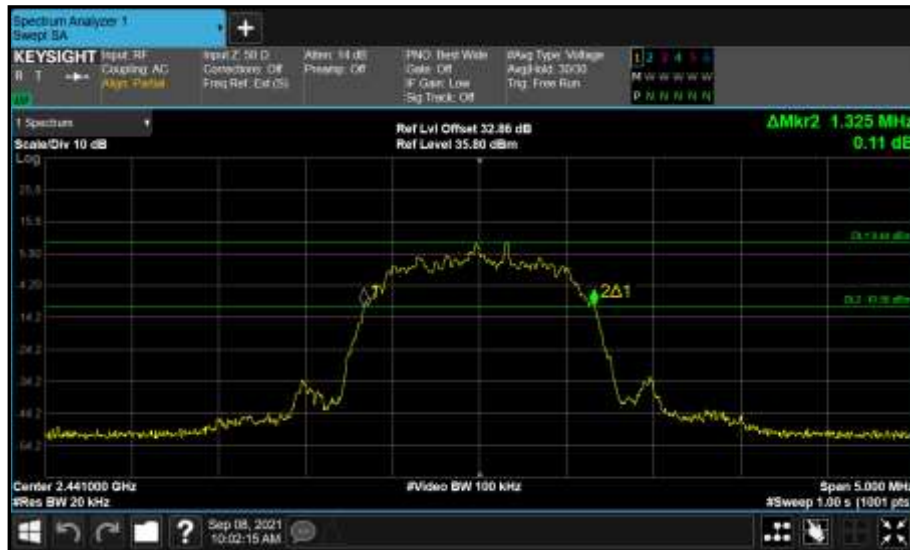 Spectrum Analyzer 1
Swept SA
+
KEYSIGHT
R T
Input: RF
Coupling: AC
Align: Partial
Input Z: 50 Ω
Corrections: Off
Freq Ref: Ext (S)
Atten: 14 dB
Preamp: Off
PNO: Best Wide
Gate: Off
IF Gain: Low
Sig Track: Off
#Avg Type: Voltage
Avg|Hold: 30/30
Trig: Free Run
1 2 3 4 5 6
M W W W W W
P N N N N N
1 Spectrum
Scale/Div 10 dB
Log
Ref Lvl Offset 32.86 dB
Ref Level 35.80 dBm
ΔMkr2 1.325 MHz
0.11 dB
25.8
15.8
5.80
-4.20
-14.2
-24.2
-34.2
-44.2
-54.2
2Δ1
Center 2.441000 GHz
#Res BW 20 kHz
#Video BW 100 kHz
Span 5.000 MHz
#Sweep 1.00 s (1001 pts
?
Sep 08, 2021
10:02:15 AM